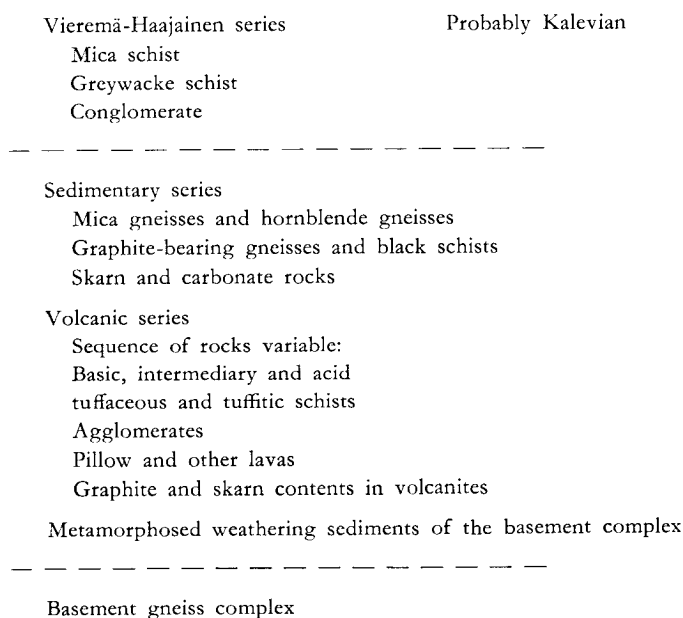 Vieremä-Haajainen series Probably Kalevian
Mica schist
Greywacke schist
Conglomerate
Sedimentary series
Mica gneisses and hornblende gneisses
Graphite-bearing gneisses and black schists
Skarn and carbonate rocks
Volcanic series
Sequence of rocks variable:
Basic, intermediary and acid
tuffaceous and tuffitic schists
Agglomerates
Pillow and other lavas
Graphite and skarn contents in volcanites
Metamorphosed weathering sediments of the basement complex
Basement gneiss complex